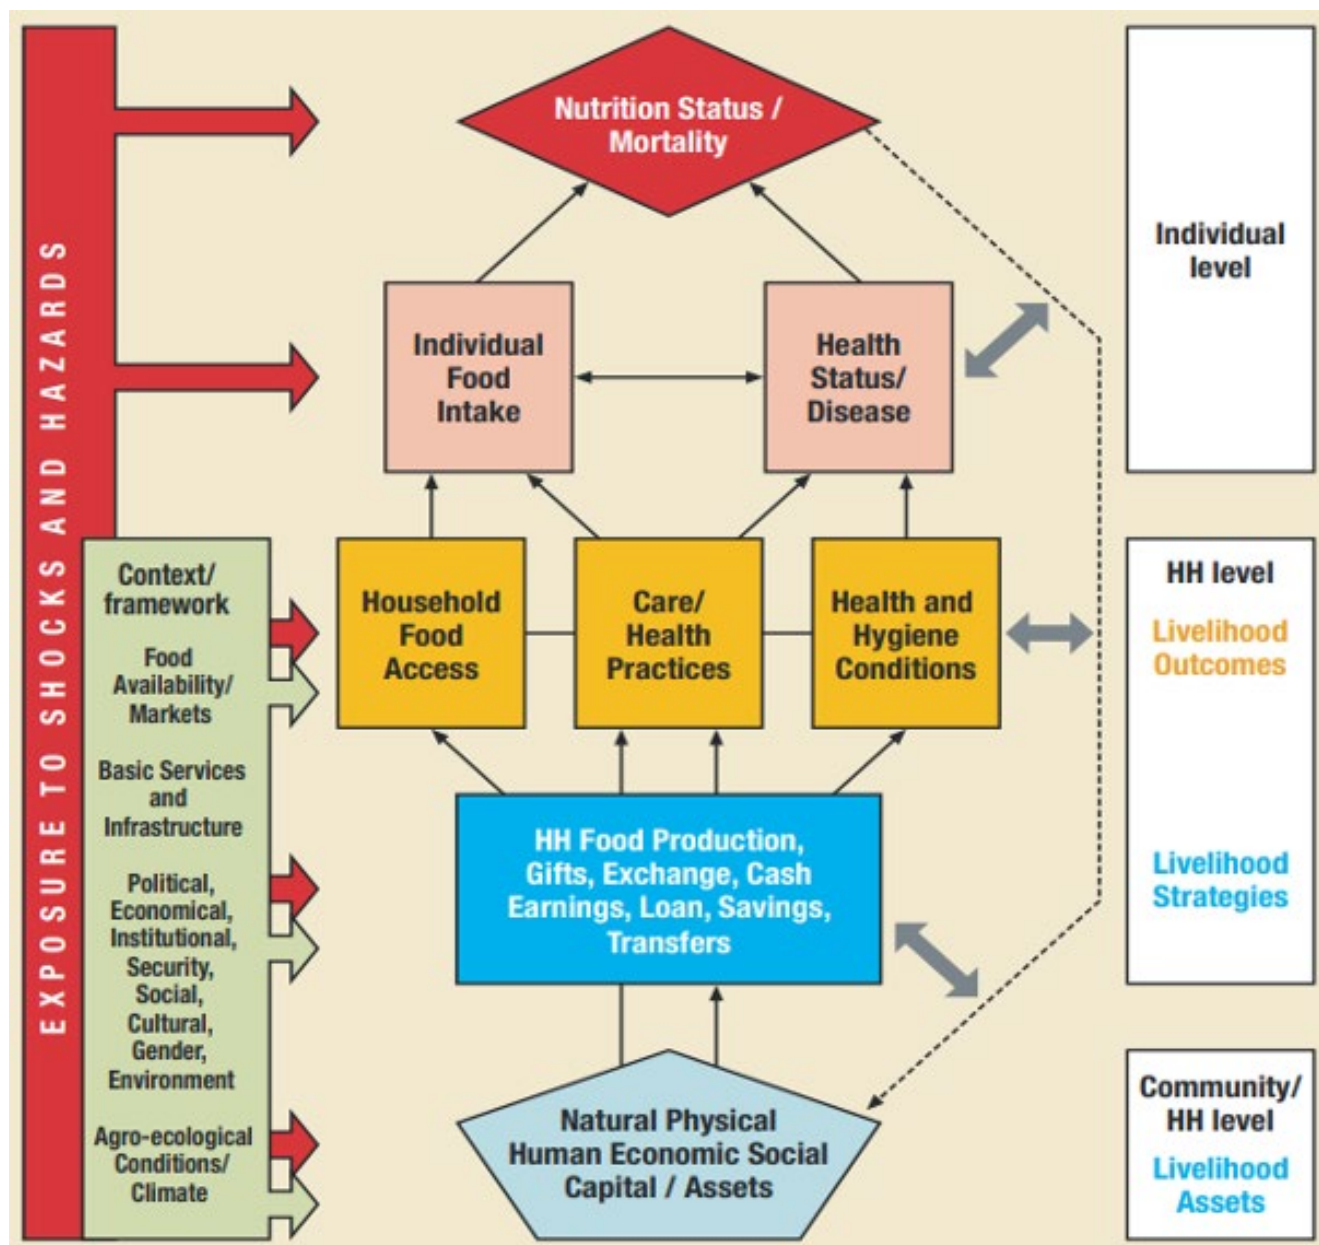 EXPOSURE TO SHOCKS AND HAZARDS
Nutrition Status /
Mortality
Individual
level
Individual
Food
Intake
Health
Status/
Disease
Context/
framework
Food
Availability/
Markets
Basic Services
and
Infrastructure
Political,
Economical,
Institutional,
Security,
Social,
Cultural,
Gender,
Environment
Agro-ecological
Conditions/
Climate
Household
Food
Access
Care/
Health
Practices
Health and
Hygiene
Conditions
HH level
Livelihood
Outcomes
HH Food Production,
Gifts, Exchange, Cash
Earnings, Loan, Savings,
Transfers
Livelihood
Strategies
Natural Physical
Human Economic Social
Capital / Assets
Community/
HH level
Livelihood
Assets